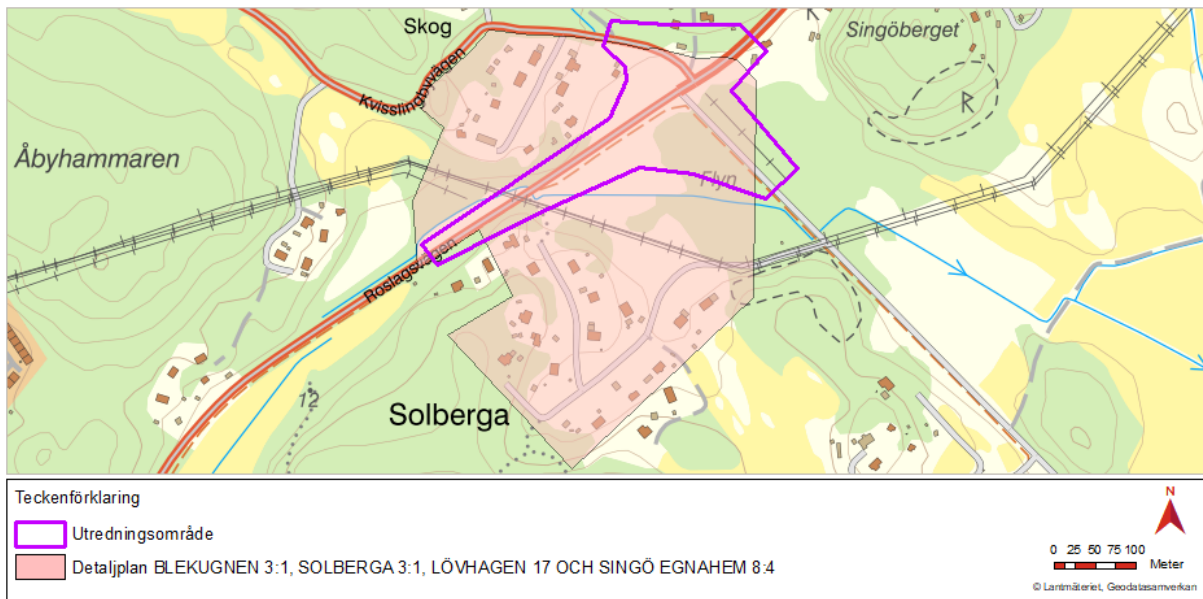 Skog
Singöberget
R
Kvisslingbyvägen
R
Åbyhammaren
Flyn
Roslagsvägen
12
Solberga
Teckenförklaring
Utredningsområde
Detaljplan BLEKUGNEN 3:1, SOLBERGA 3:1, LÖVHAGEN 17 OCH SINGÖ EGNAHEM 8:4
N
0 25 50 75 100
Meter
© Lantmäteriet, Geodatasamverkan